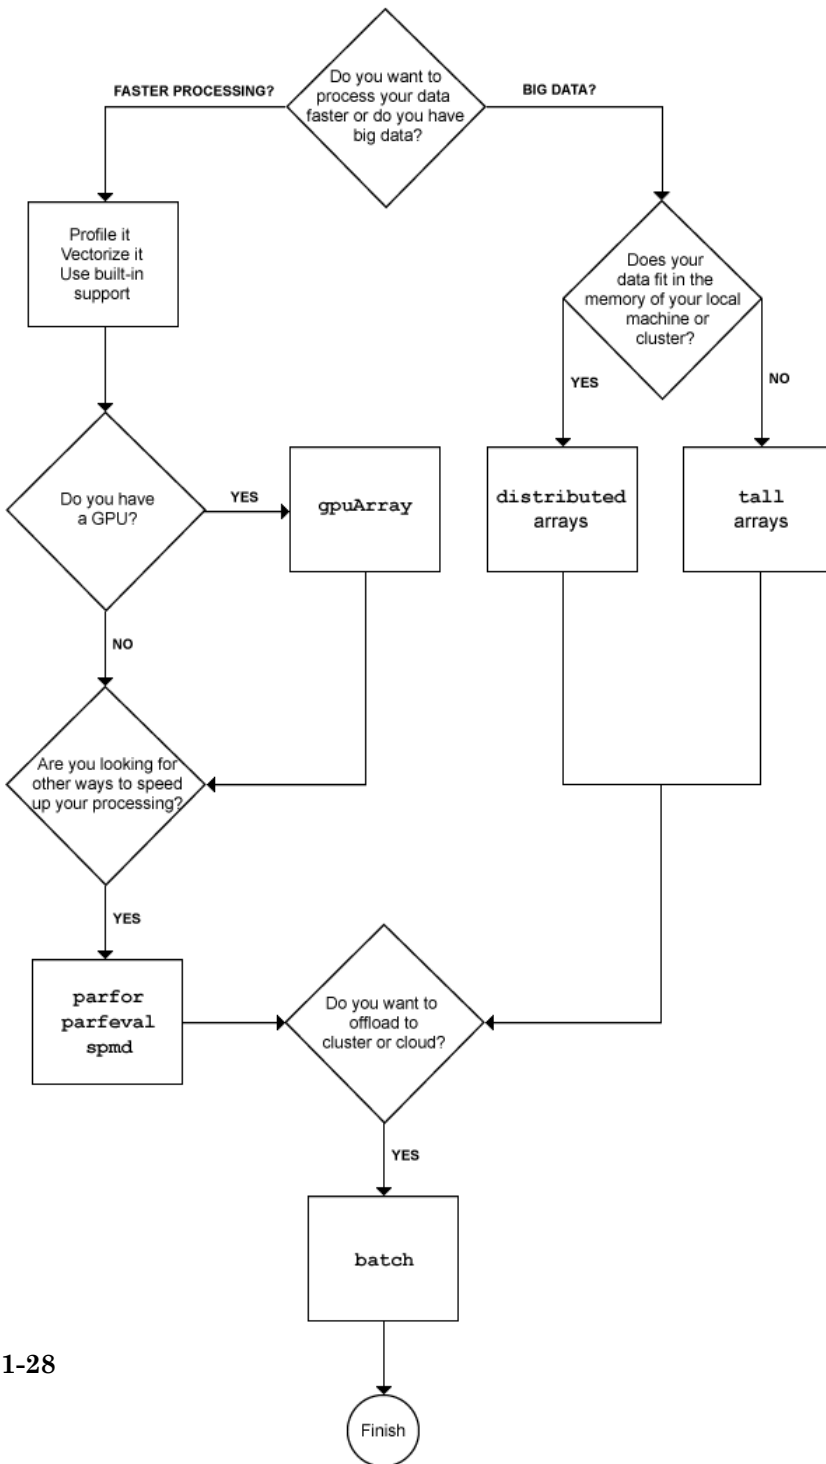 Do you want to
process your data
faster or do you have
big data?
FASTER PROCESSING?
BIG DATA?
Profile it
Vectorize it
Use built-in
support
Does your
data fit in the
memory of your local
machine or
cluster?
YES
NO
Do you have
a GPU?
YES
gpuArray
distributed
arrays
tall
arrays
NO
Are you looking for
other ways to speed
up your processing?
YES
parfor
parfeval
spmd
Do you want to
offload to
cluster or cloud?
YES
batch
1-28
Finish